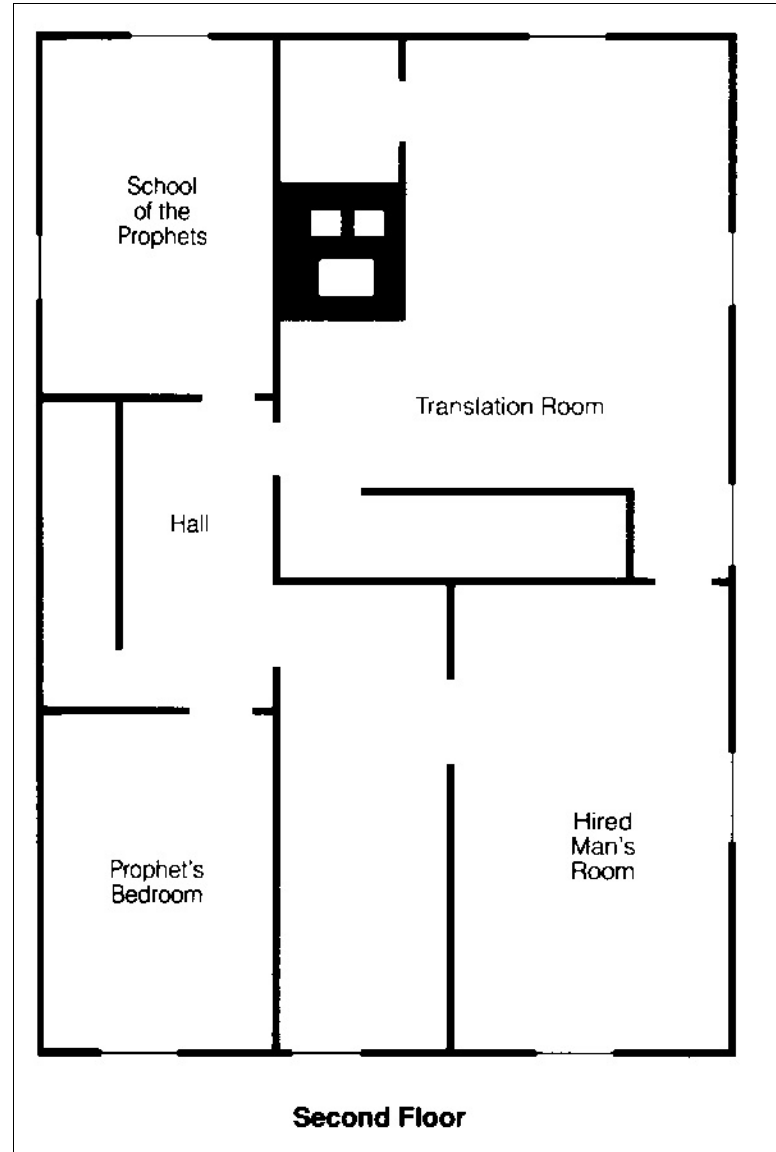 School
of the
Prophets
Translation Room
Hall
Hired
Man's
Room
Prophet's
Bedroom
Second Floor